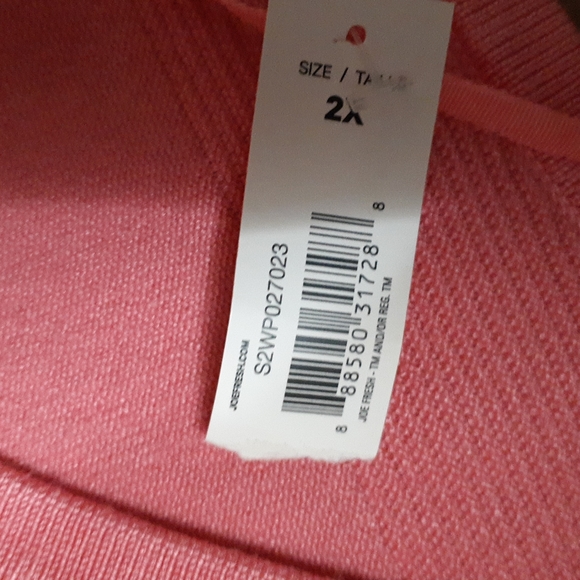 SIZE /
2X
8 88580 31728 8
S2WP027023
JOEFRESH.COM
JOE FRESH - TM AND/OR REG. TM